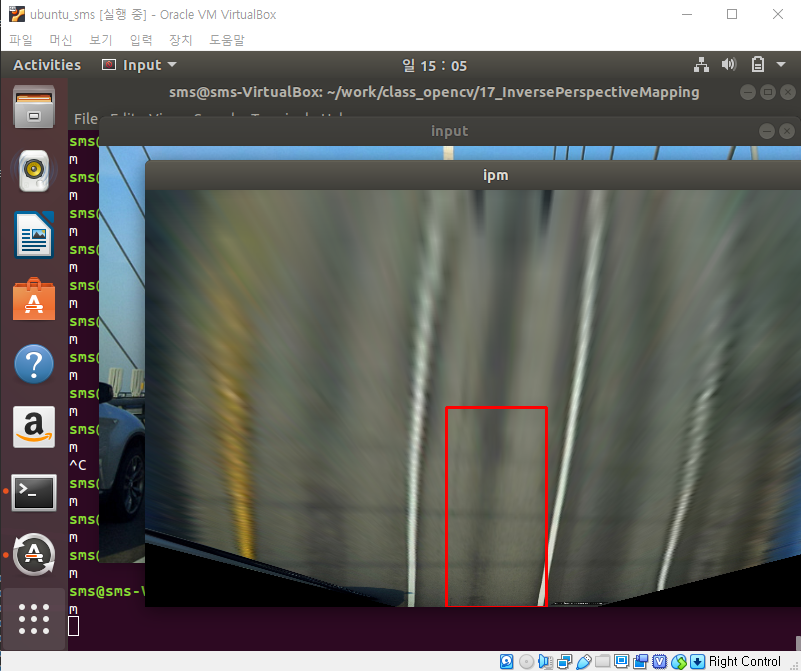 ubuntu_sms [실행 중] - Oracle VM VirtualBox
파일 머신 보기 입력 장치 도움말
Activities Input 일 15 : 05
sms@sms-VirtualBox: ~/work/class_opencv/17_InversePerspectiveMapping
File
input
ipm
sms(
m
sms(
m
sms(
m
sms(
m
sms(
m
sms(
m
sms(
m
sms(
m
sms(
m
^C
sms(
m
sms(
m
sms(
m
sms@sms-V
m
Right Control